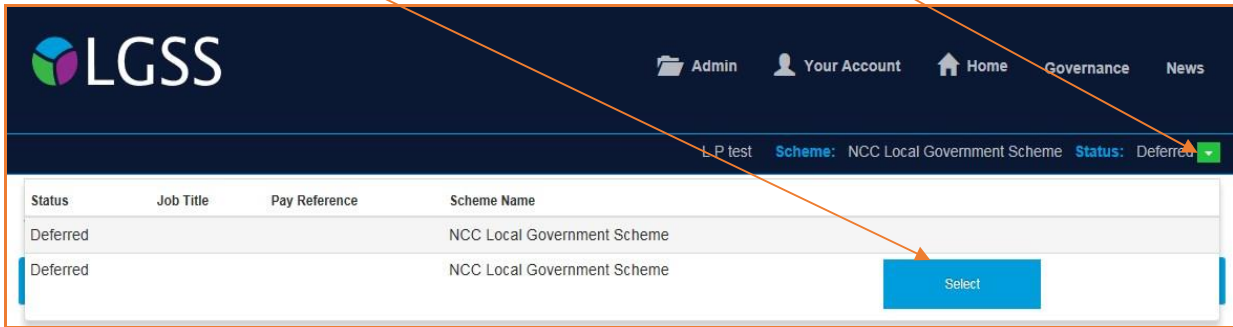 LGSS
Admin Your Account Home Governance News
L P test Scheme: NCC Local Government Scheme Status: Deferred
Status Job Title Pay Reference Scheme Name
Deferred NCC Local Government Scheme
Deferred NCC Local Government Scheme
Select